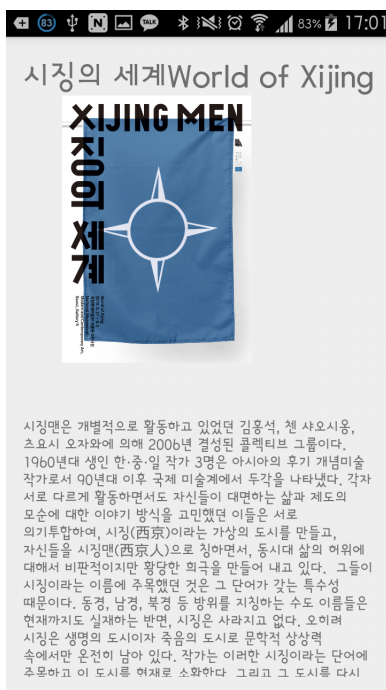 83
N
TALK
83%
17:01
시징의 세계World of Xijing
XIJING MEN
징의 세계
시징맨은 개별적으로 활동하고 있었던 김홍석, 첸 샤오시옹,
츠요시 오자와에 의해 2006년 결성된 콜렉티브 그룹이다.
1960년대 생인 한·중·일 작가 3명은 아시아의 후기 개념미술
작가로서 90년대 이후 국제 미술계에서 두각을 나타냈다. 각자
서로 다르게 활동하면서도 자신들이 대면하는 삶과 제도의
모순에 대한 이야기 방식을 고민했던 이들은 서로
의기투합하여, 시징(西京)이라는 가상의 도시를 만들고,
자신들을 시징맨(西京人)으로 칭하면서, 동시대 삶의 허위에
대해서 비판적이지만 황당한 희극을 만들어 내고 있다.  그들이
시징이라는 이름에 주목했던 것은 그 단어가 갖는 특수성
때문이다. 동경, 남경, 북경 등 방위를 지칭하는 수도 이름들은
현재까지도 실재하는 반면, 시징은 사라지고 없다. 오히려
시징은 생명의 도시이자 죽음의 도시로 문학적 상상력
속에서만 온전히 남아 있다. 작가는 이러한 시징이라는 단어에
주목하고 이 도시를 현재로 소환한다. 그리고 그 도시를 다시